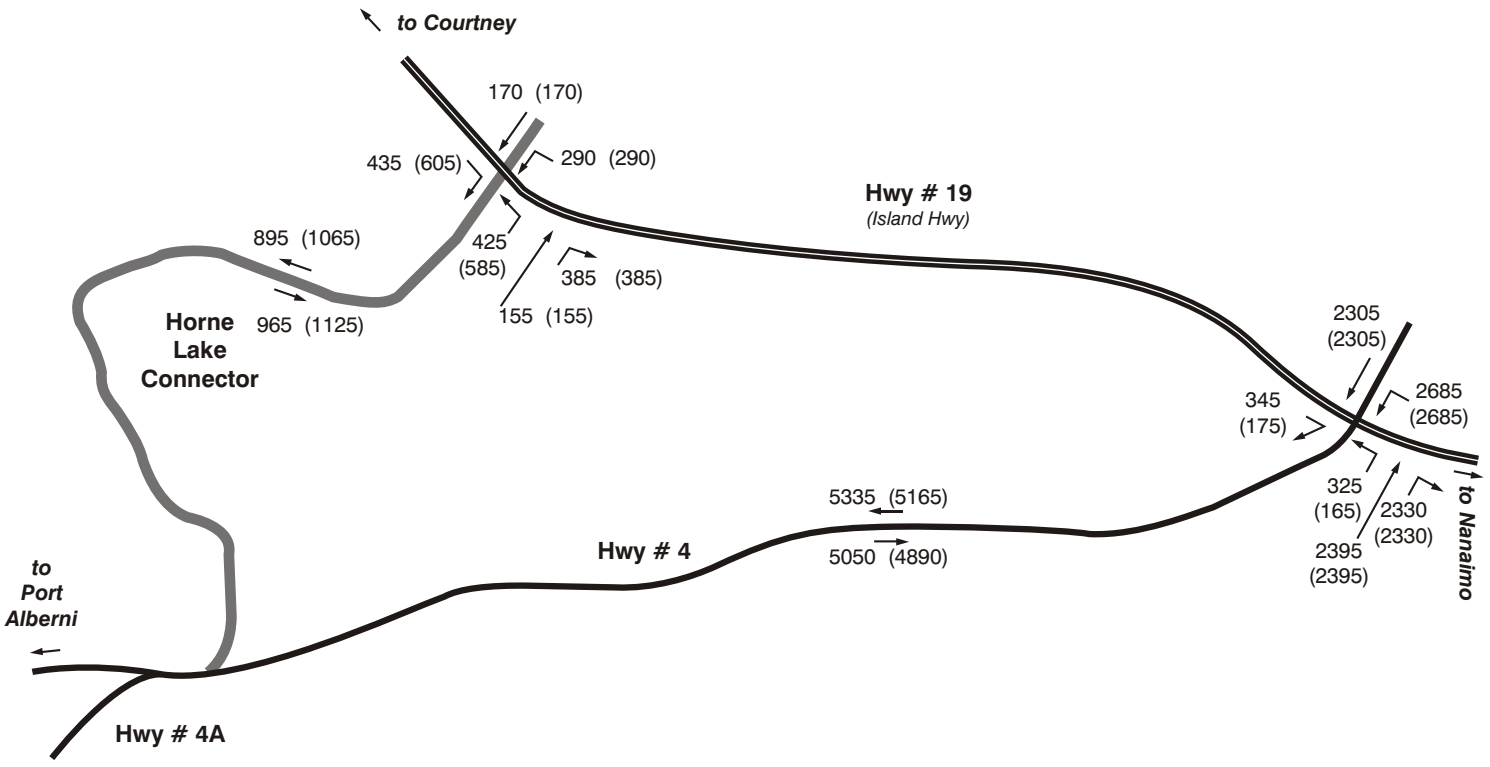 to Courtney
170 (170)
435 (605)
290 (290)
Hwy # 19
(Island Hwy)
895 (1065)
425
(585)
385 (385)
155 (155)
965 (1125)
Horne
Lake
Connector
2305
(2305)
345
(175)
2685
(2685)
325
(165)
2330
(2330)
2395
(2395)
to Nanaimo
5335 (5165)
5050 (4890)
Hwy # 4
to
Port
Alberni
Hwy # 4A